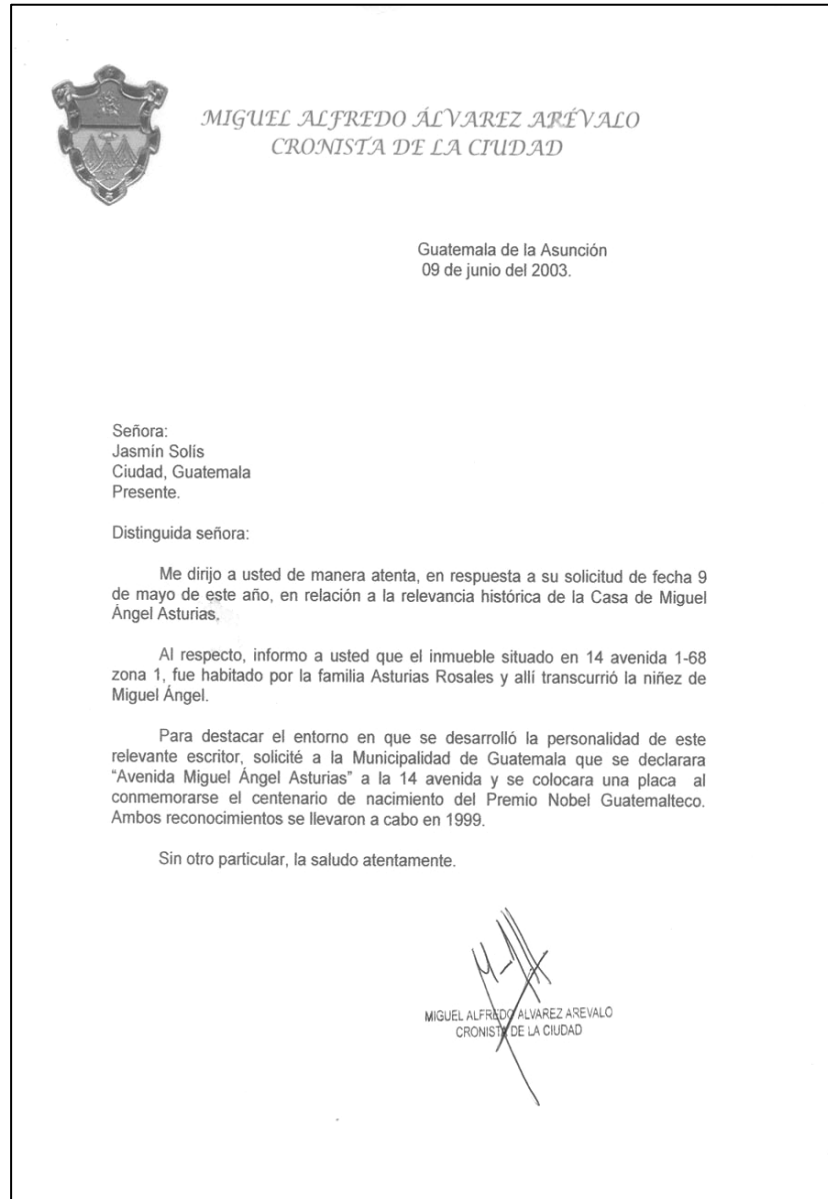 MIGUEL ALFREDO ÁLVAREZ ARÉVALO
CRONISTA DE LA CIUDAD
Guatemala de la Asunción
09 de junio del 2003.
Señora:
Jasmín Solís
Ciudad, Guatemala
Presente.
Distinguida señora:
Me dirijo a usted de manera atenta, en respuesta a su solicitud de fecha 9
de mayo de este año, en relación a la relevancia histórica de la Casa de Miguel
Ángel Asturias.
Al respecto, informo a usted que el inmueble situado en 14 avenida 1-68
zona 1, fue habitado por la familia Asturias Rosales y allí transcurrió la niñez de
Miguel Ángel.
Para destacar el entorno en que se desarrolló la personalidad de este
relevante escritor, solicité a la Municipalidad de Guatemala que se declarara
“Avenida Miguel Ángel Asturias” a la 14 avenida y se colocara una placa al
conmemorarse el centenario de nacimiento del Premio Nobel Guatemalteco.
Ambos reconocimientos se llevaron a cabo en 1999.
Sin otro particular, la saludo atentamente.
MIGUEL ALFREDO ALVAREZ AREVALO
CRONISTA DE LA CIUDAD